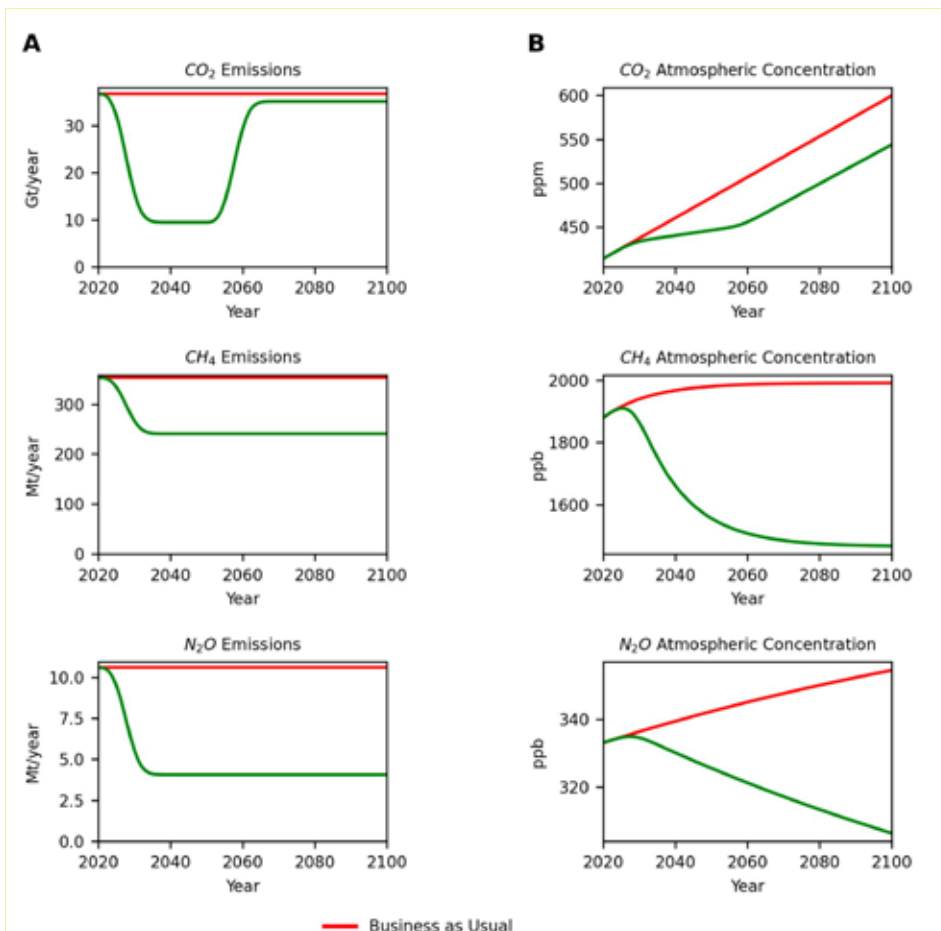 A
B
CO₂ Emissions
Gt/year
30
20
10
0
2020 2040 2060 2080 2100
Year
CO₂ Atmospheric Concentration
ppm
600
550
500
450
2020 2040 2060 2080 2100
Year
CH₄ Emissions
Mt/year
300
200
100
0
2020 2040 2060 2080 2100
Year
CH₄ Atmospheric Concentration
ppb
2000
1800
1600
2020 2040 2060 2080 2100
Year
N₂O Emissions
Mt/year
10.0
7.5
5.0
2.5
0.0
2020 2040 2060 2080 2100
Year
N₂O Atmospheric Concentration
ppb
340
320
2020 2040 2060 2080 2100
Year
Business as Usual